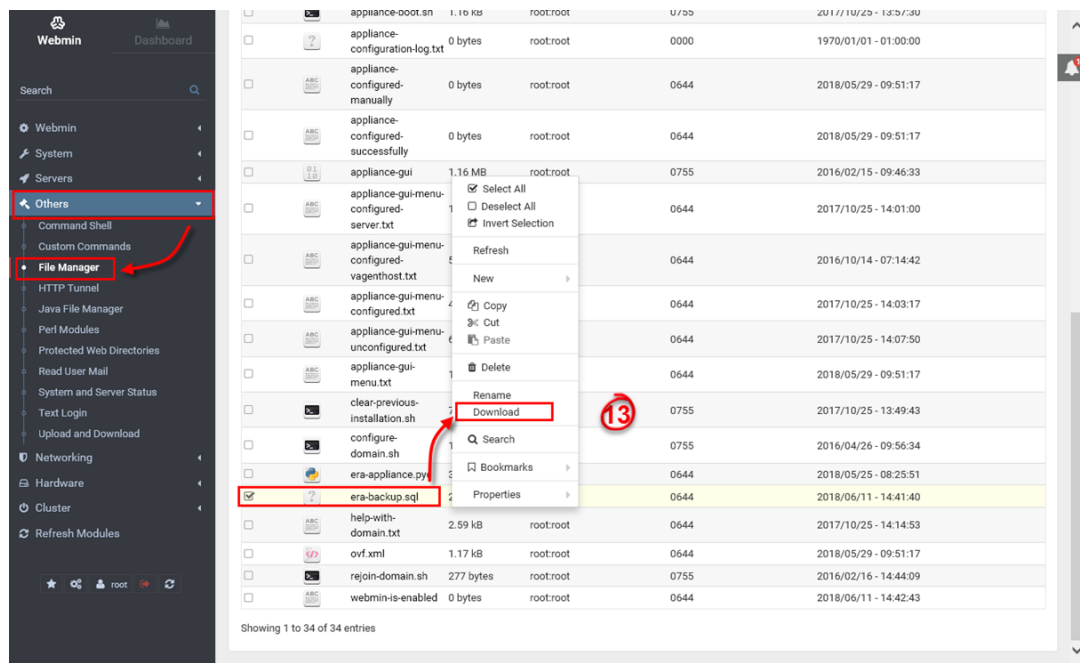 Webmin
Dashboard
Search
Webmin
System
Servers
Others
Command Shell
Custom Commands
File Manager
HTTP Tunnel
Java File Manager
Perl Modules
Protected Web Directories
Read User Mail
System and Server Status
Text Login
Upload and Download
Networking
Hardware
Cluster
Refresh Modules
root
appliance-boot.sh 1.16 kB root:root 0755 2017/10/25 - 13:57:30
appliance-
configuration-log.txt 0 bytes root:root 0000 1970/01/01 - 01:00:00
appliance-
configured- 0 bytes root:root 0644 2018/05/29 - 09:51:17
manually
appliance-
configured- 0 bytes root:root 0644 2018/05/29 - 09:51:17
successfully
appliance-gui 1.16 MB root:root 0755 2016/02/15 - 09:46:33
appliance-gui-menu-
configured- 0644 2017/10/25 - 14:01:00
server.txt
appliance-gui-menu-
configured- 0644 2016/10/14 - 07:14:42
vagenthost.txt
appliance-gui-menu-
configured.txt 0644 2017/10/25 - 14:03:17
appliance-gui-menu-
unconfigured.txt 0644 2017/10/25 - 14:07:50
appliance-gui-
menu.txt 0644 2018/05/29 - 09:51:17
clear-previous-
installation.sh 0755 2017/10/25 - 13:49:43
configure-
domain.sh 0755 2016/04/26 - 09:56:34
era-appliance.pyc 0644 2018/05/25 - 08:25:51
era-backup.sql 0644 2018/06/11 - 14:41:40
help-with-
domain.txt 2.59 kB root:root 0644 2017/10/25 - 14:14:53
ovf.xml 1.17 kB root:root 0644 2018/05/29 - 09:51:17
rejoin-domain.sh 277 bytes root:root 0755 2016/02/16 - 14:44:09
webmin-is-enabled 0 bytes root:root 0644 2018/06/11 - 14:42:43
Select All
Deselect All
Invert Selection
Refresh
New
Copy
Cut
Paste
Delete
Rename
Download
Search
Bookmarks
Properties
13
Showing 1 to 34 of 34 entries